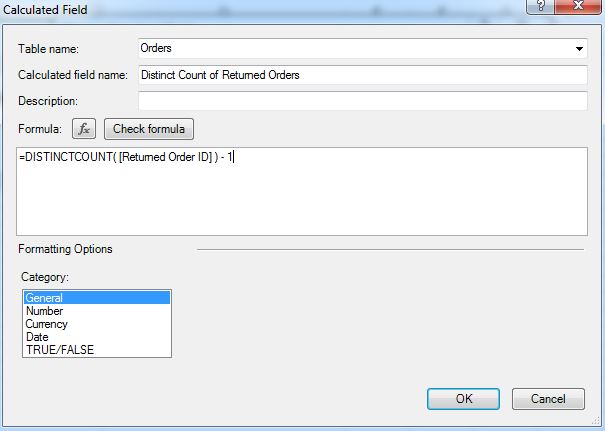 Calculated Field
?
Table name: Orders
Calculated field name: Distinct Count of Returned Orders
Description:
Formula: fx Check formula
=DISTINCTCOUNT( [Returned Order ID] ) - 1
Formatting Options
Category:
General
Number
Currency
Date
TRUE/FALSE
OK Cancel